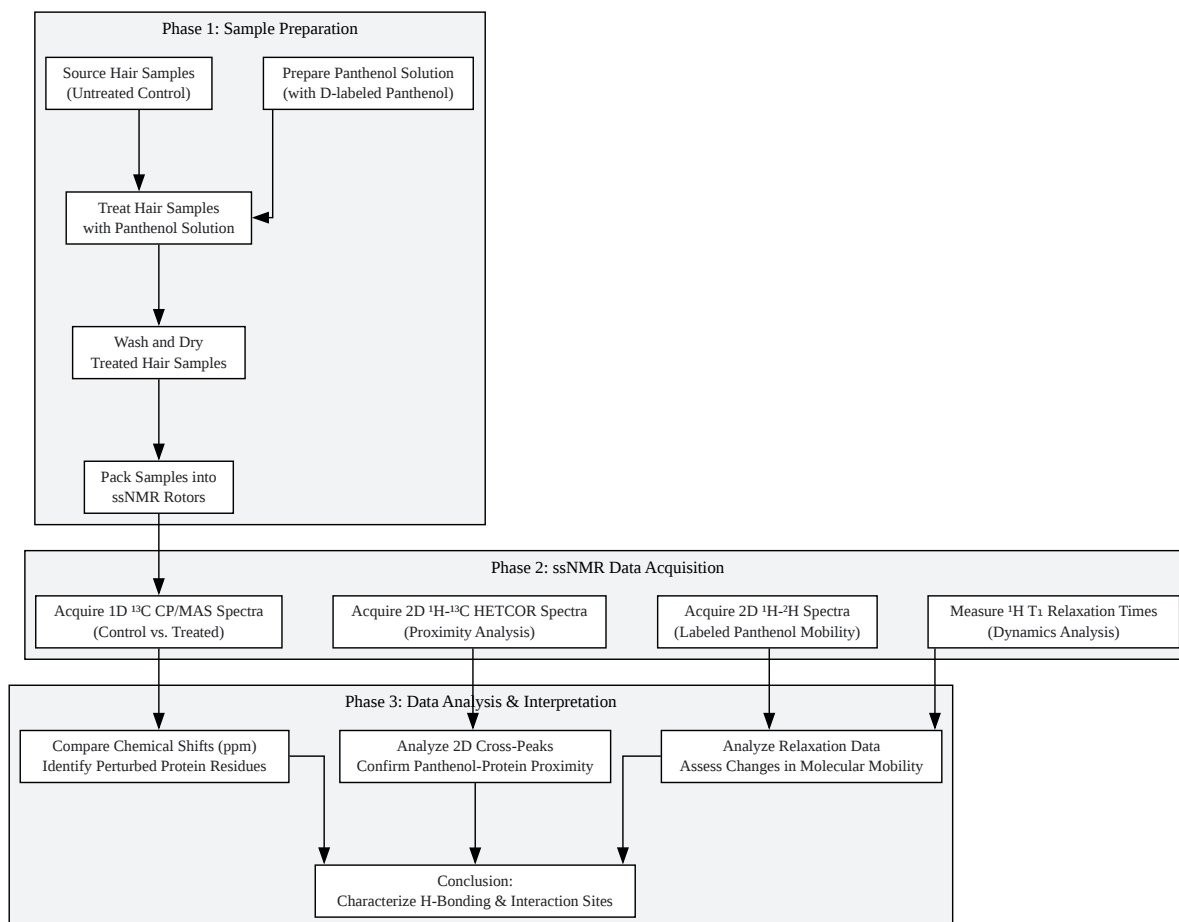 Phase 1: Sample Preparation
Source Hair Samples
(Untreated Control)
Prepare Panthenol Solution
(with D-labeled Panthenol)
Treat Hair Samples
with Panthenol Solution
Wash and Dry
Treated Hair Samples
Pack Samples into
ssNMR Rotors
Phase 2: ssNMR Data Acquisition
Acquire 1D ¹³C CP/MAS Spectra
(Control vs. Treated)
Acquire 2D ¹H-¹³C HETCOR Spectra
(Proximity Analysis)
Acquire 2D ¹H-²H Spectra
(Labeled Panthenol Mobility)
Measure ¹H T₁ Relaxation Times
(Dynamics Analysis)
Phase 3: Data Analysis & Interpretation
Compare Chemical Shifts (ppm)
Identify Perturbed Protein Residues
Analyze 2D Cross-Peaks
Confirm Panthenol-Protein Proximity
Analyze Relaxation Data
Assess Changes in Molecular Mobility
Conclusion:
Characterize H-Bonding & Interaction Sites